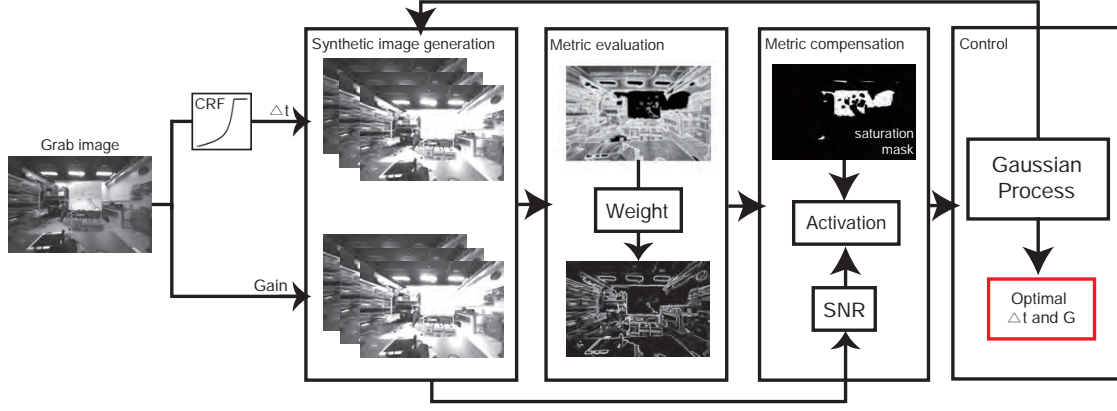 Grab image
CRF
△t
Gain
Synthetic image generation
Metric evaluation
Weight
Metric compensation
saturation
mask
Activation
SNR
Control
Gaussian
Process
Optimal
△t and G